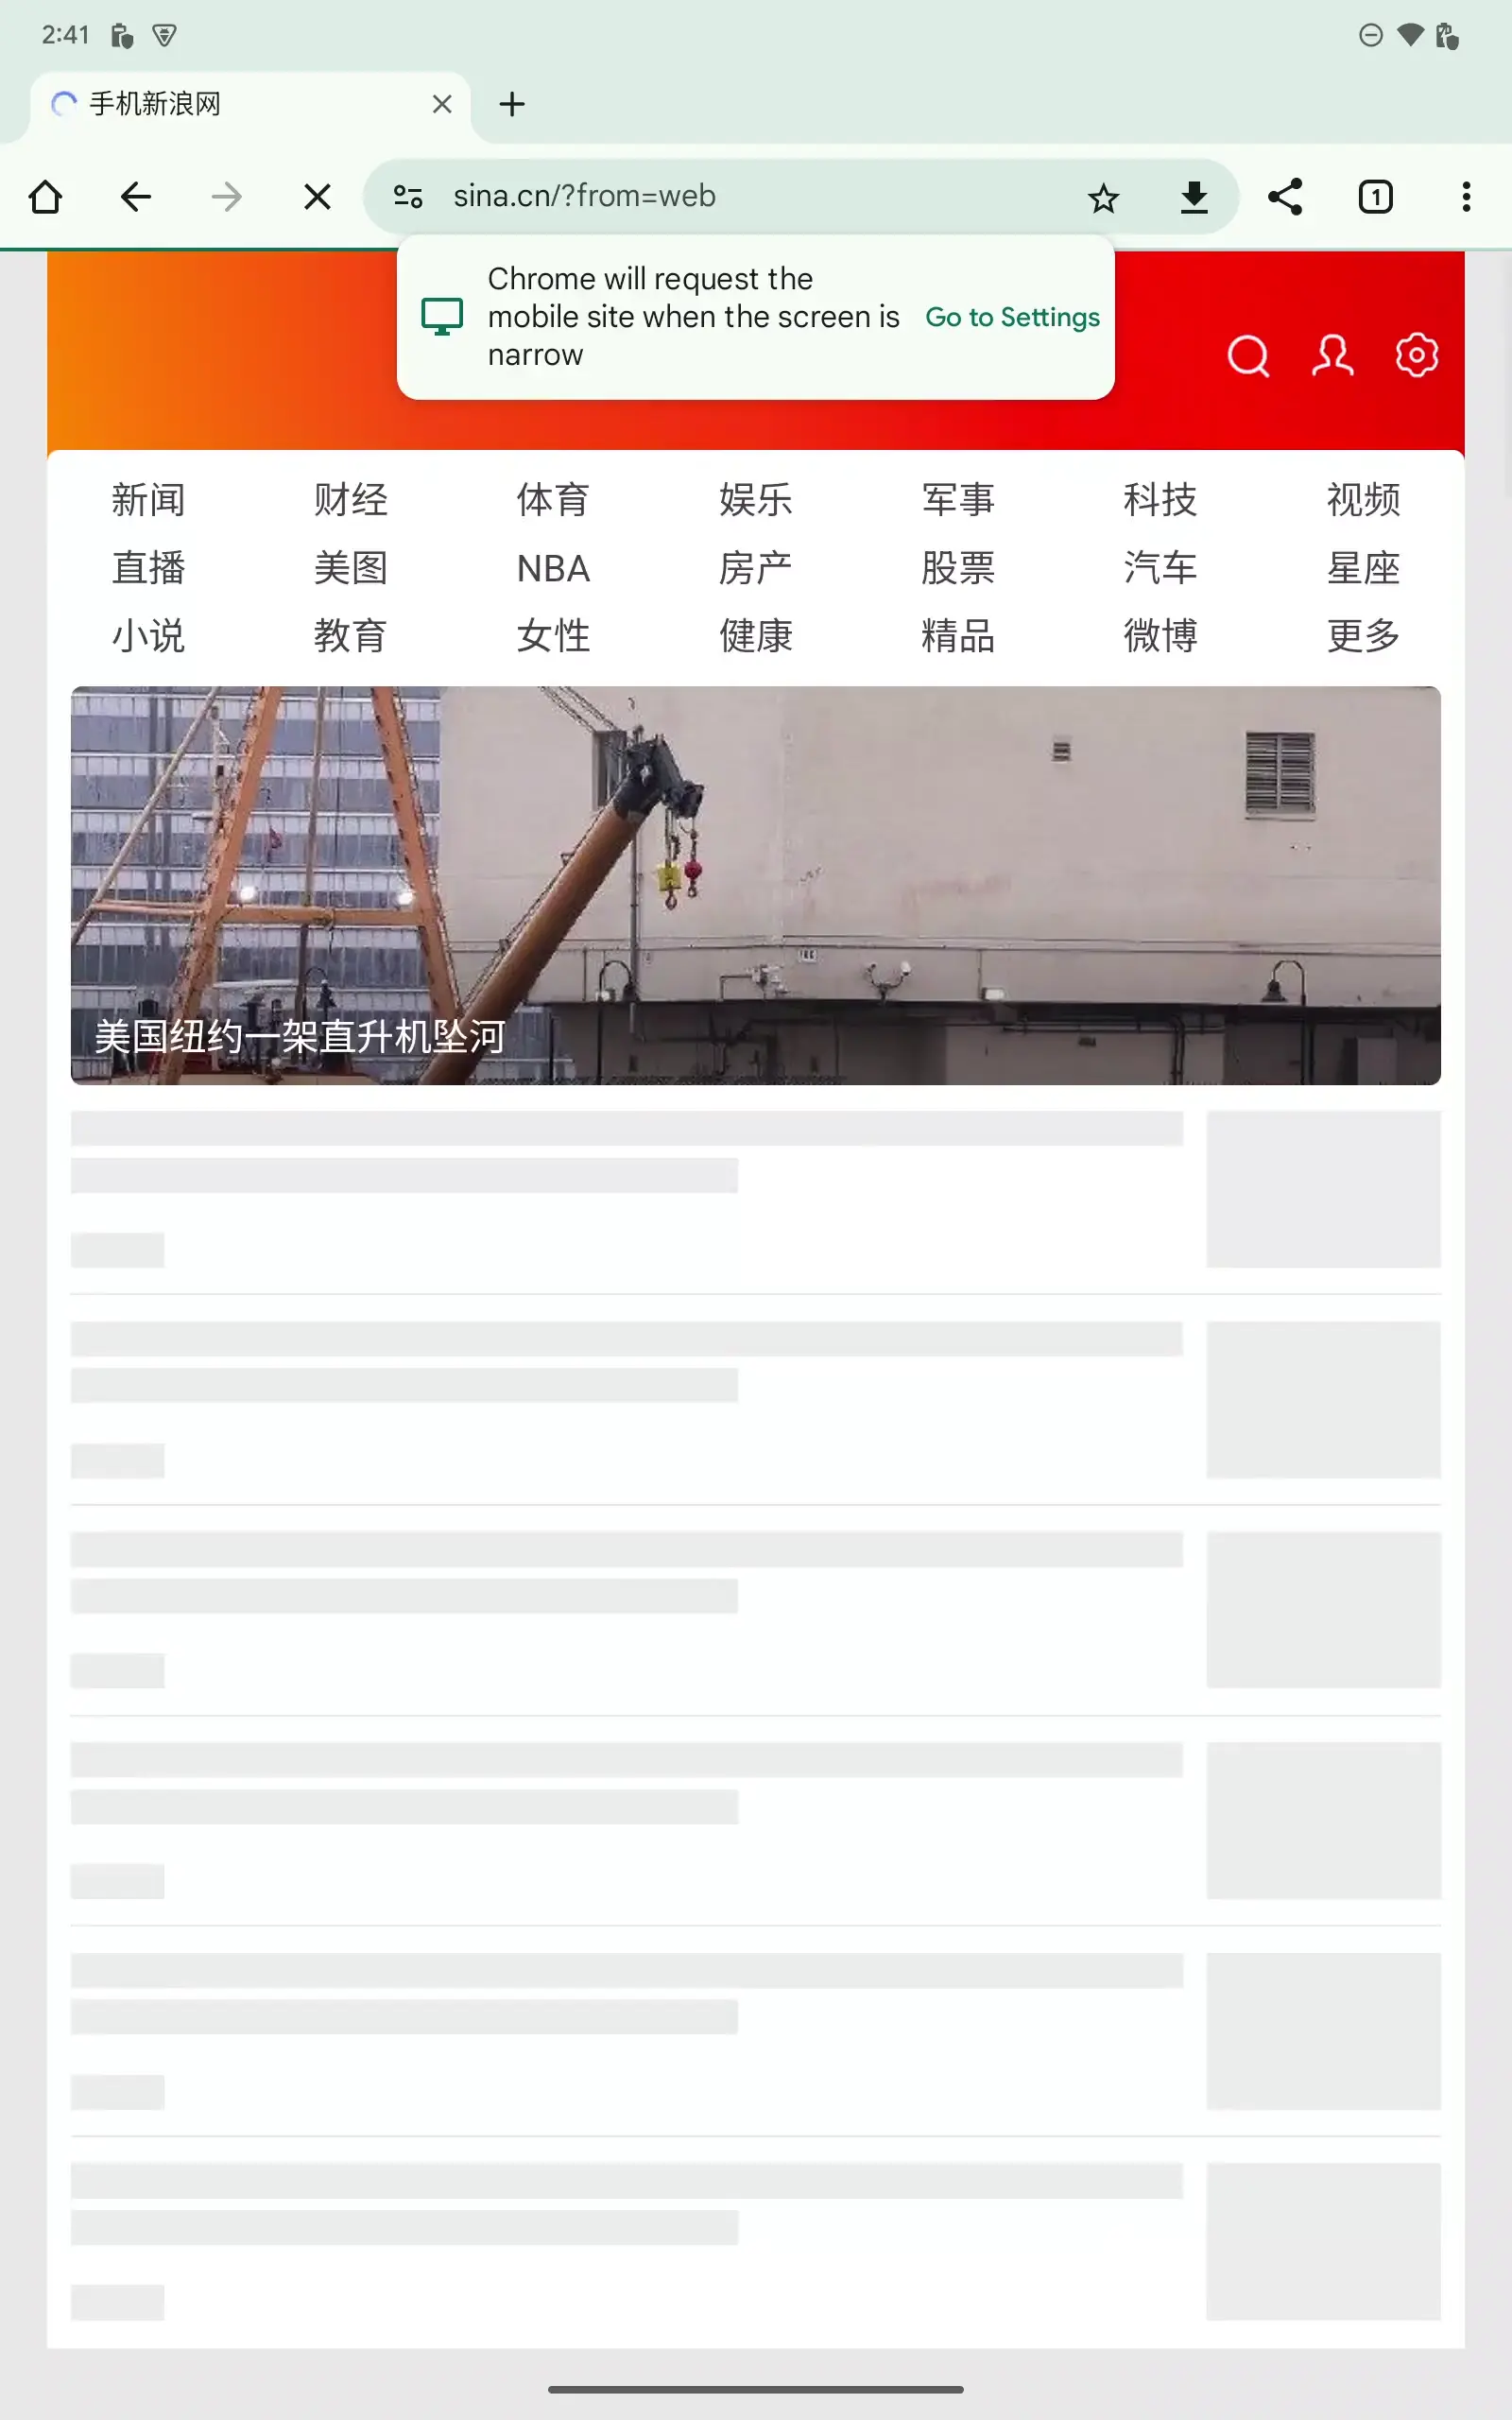 2:41
手机新浪网
sina.cn/?from=web
1
Chrome will request the
mobile site when the screen is
narrow
Go to Settings
新闻 财经 体育 娱乐 军事 科技 视频
直播 美图 NBA 房产 股票 汽车 星座
小说 教育 女性 健康 精品 微博 更多
美国纽约一架直升机坠河